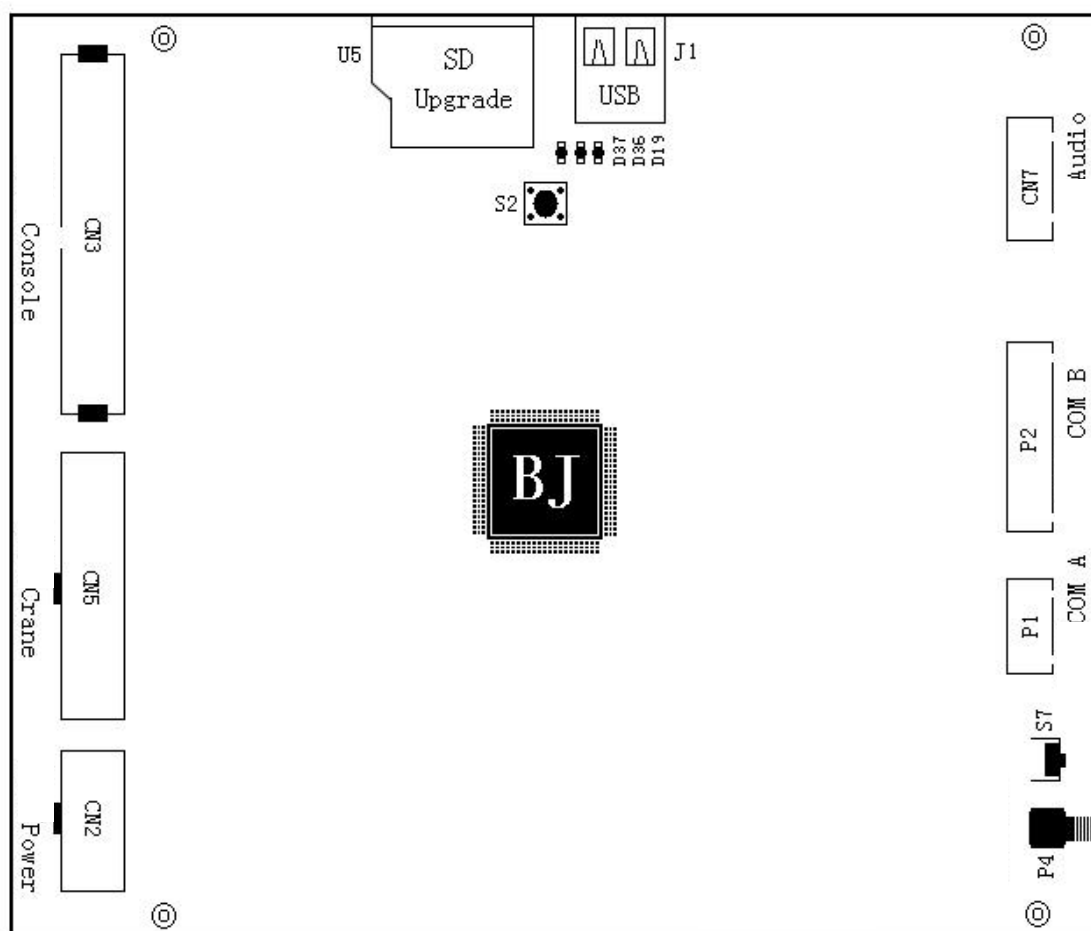 U5
SD
Upgrade
USB
J1
D37
D36
D19
S2
CN3
Console
CN7
Audio
P2
COM B
BJ
CN5
Crane
P1
COM A
S7
CN2
Power
P4